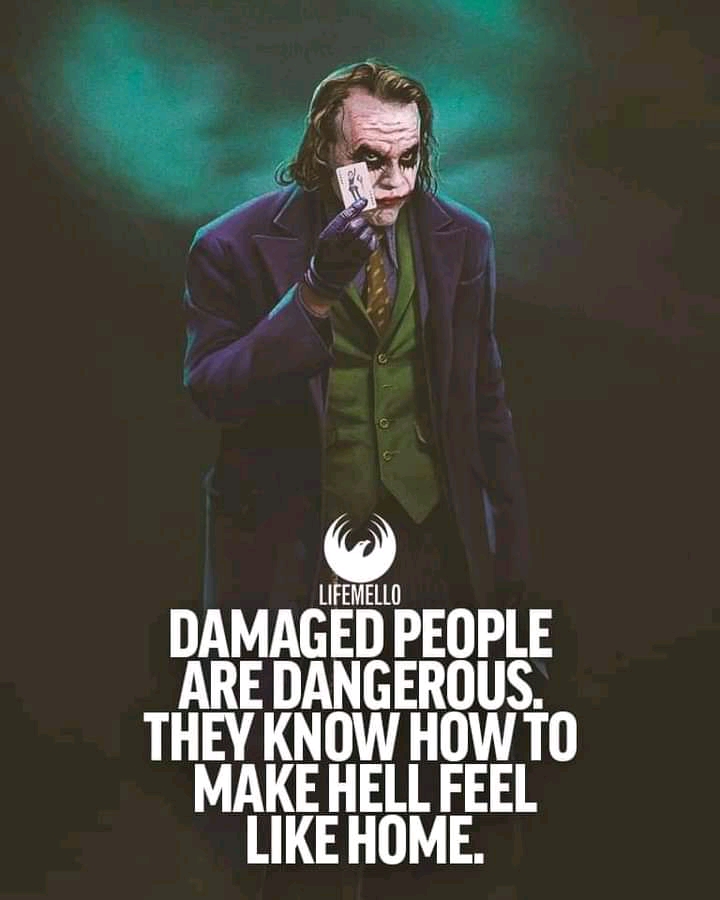 LIFEMELLO
DAMAGED PEOPLE
ARE DANGEROUS.
THEY KNOW HOW TO
MAKE HELL FEEL
LIKE HOME.